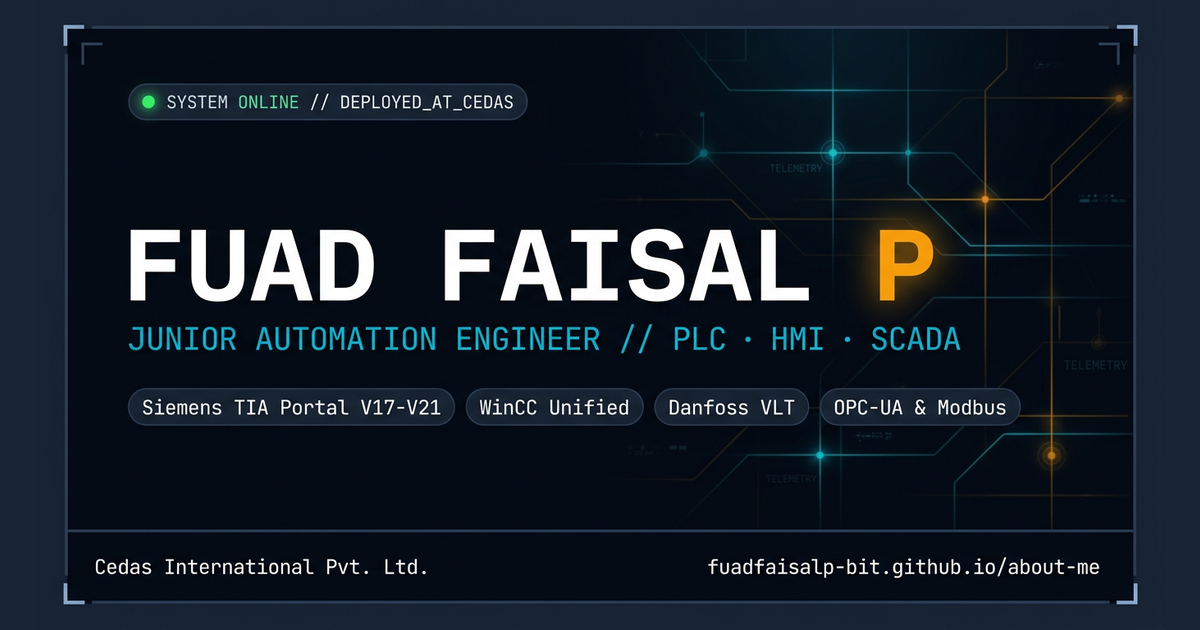 SYSTEM ONLINE // DEPLOYED_AT_CEDAS
TELEMETRY
FUAD FAISAL P
JUNIOR AUTOMATION ENGINEER // PLC · HMI · SCADA
TELEMETRY
Siemens TIA Portal V17-V21 WinCC Unified Danfoss VLT OPC-UA & Modbus
TELEMETRY
Cedas International Pvt. Ltd. fuadfaisalp-bit.github.io/about-me